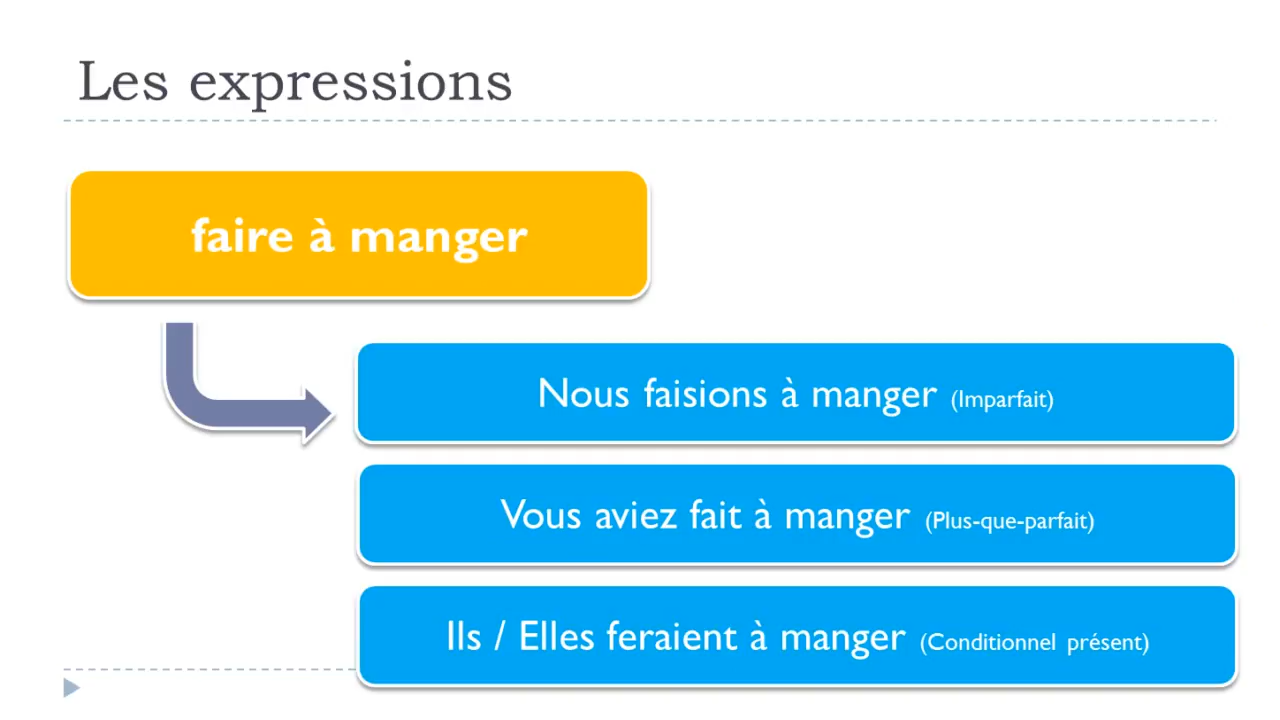 Les expressions
faire à manger
Nous faisions à manger (Imparfait)
Vous aviez fait à manger (Plus-que-parfait)
Ils / Elles feraient à manger (Conditionnel présent)